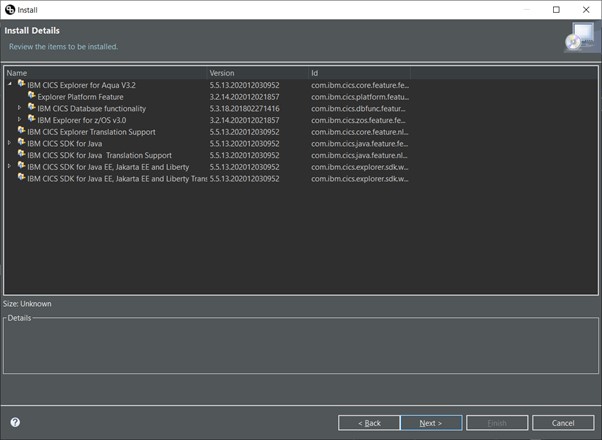 Install
Install Details
Review the items to be installed.
Name Version Id
IBM CICS Explorer for Aqua V3.2 5.5.13.202012030952 com.ibm.cics.core.feature.fe...
Explorer Platform Feature 3.2.14.202012021857 com.ibm.cics.platform.featu...
IBM CICS Database functionality 5.3.18.201802271416 com.ibm.cics.dbfunc.featur...
IBM Explorer for z/OS v3.0 3.2.14.202012021857 com.ibm.cics.zos.feature.fe...
IBM CICS Explorer Translation Support 5.5.13.202012030952 com.ibm.cics.core.feature.nl...
IBM CICS SDK for Java 5.5.13.202012030952 com.ibm.cics.java.feature.fe...
IBM CICS SDK for Java Translation Support 5.5.13.202012030952 com.ibm.cics.java.feature.nl...
IBM CICS SDK for Java EE, Jakarta EE and Liberty 5.5.13.202012030952 com.ibm.cics.explorer.sdk.w...
IBM CICS SDK for Java EE, Jakarta EE and Liberty Trans 5.5.13.202012030952 com.ibm.cics.explorer.sdk.w...
Size: Unknown
Details
? < Back Next > Finish Cancel